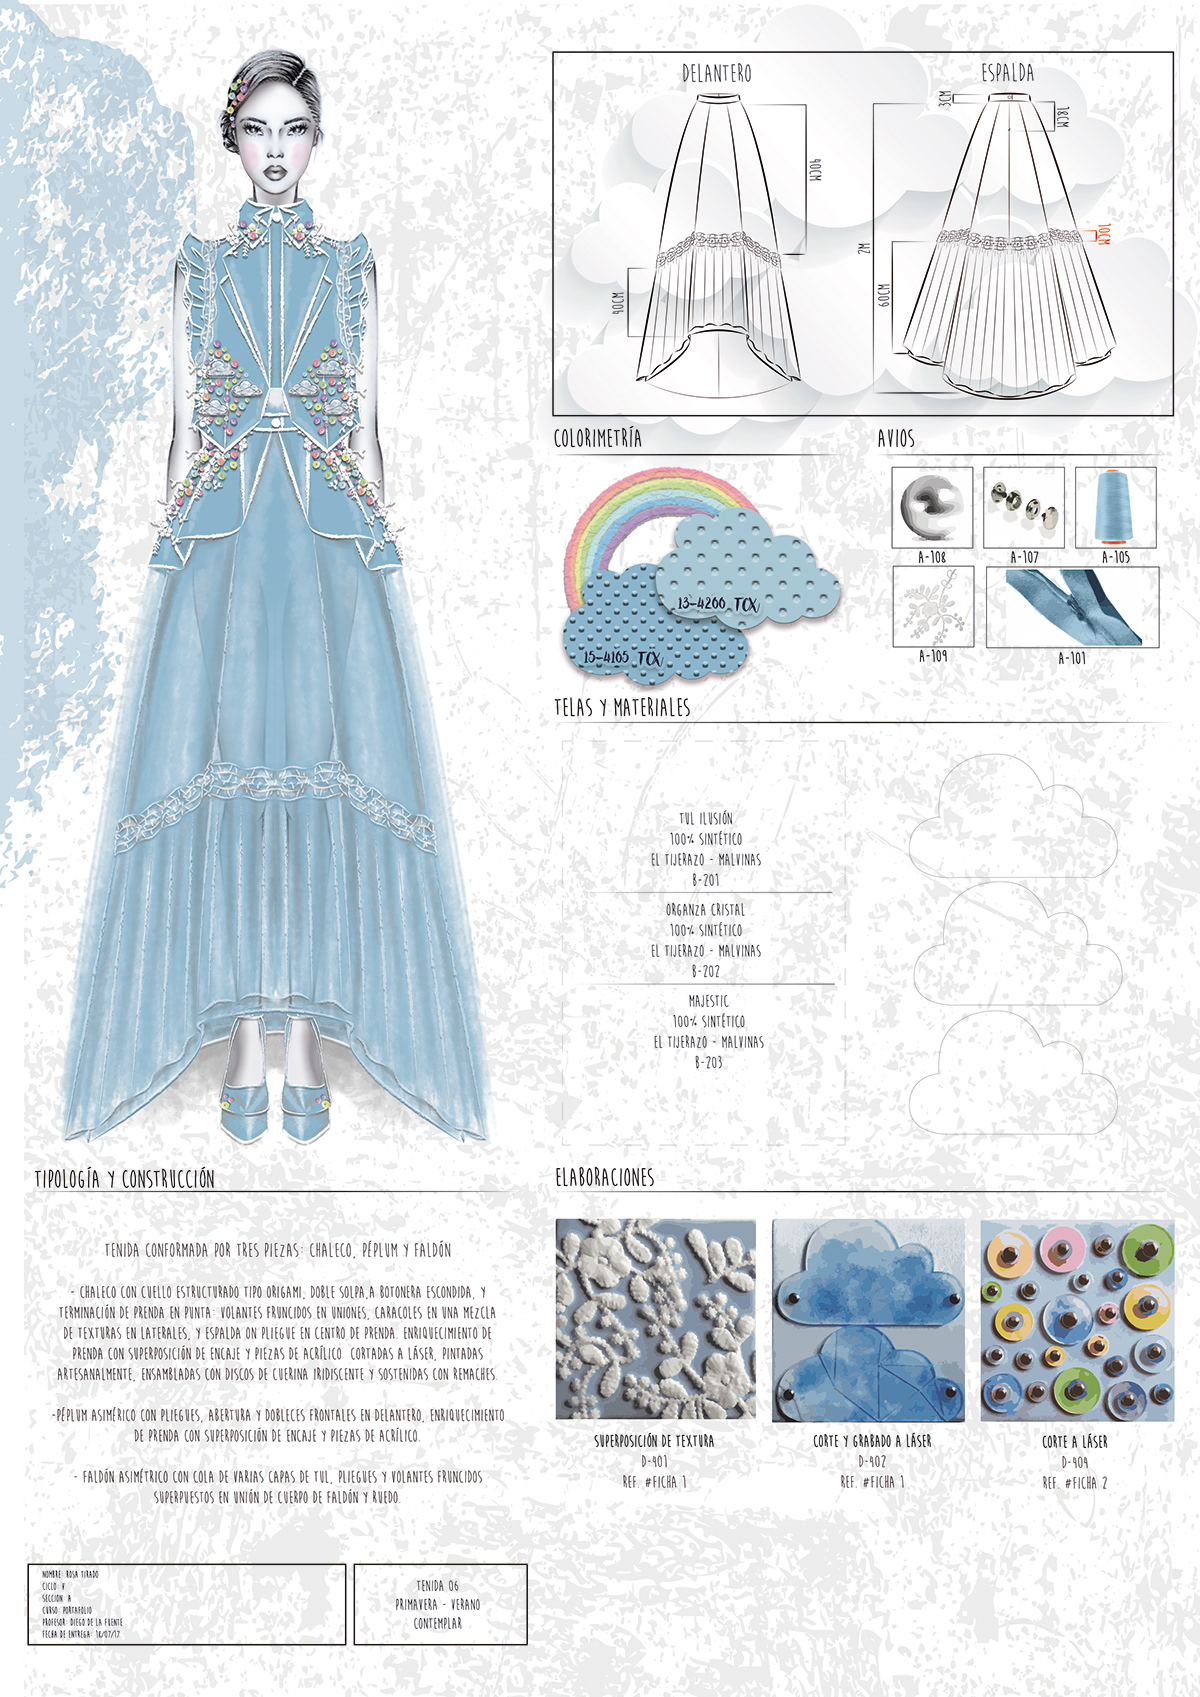 DELANTERO
ESPALDA
90CM
40CM
3CM
18CM
2M
60CM
10CM
COLORIMETRÍA
AVIOS
13-4200 TCX
15-4105 TCX
A-108
A-107
A-105
A-109
A-101
TELAS Y MATERIALES
TUL ILUSIÓN
100% SINTÉTICO
EL TIJERAZO - MALVINAS
B-201
ORGANZA CRISTAL
100% SINTÉTICO
EL TIJERAZO - MALVINAS
B-202
MAJESTIC
100% SINTÉTICO
EL TIJERAZO - MALVINAS
B-203
TIPOLOGÍA Y CONSTRUCCIÓN
TENIDA CONFORMADA POR TRES PIEZAS: CHALECO, PÉPLUM Y FALDÓN
- CHALECO CON CUELLO ESTRUCTURADO TIPO ORIGAMI, DOBLE SOLPA,A BOTONERA ESCONDIDA, Y
TERMINACIÓN DE PRENDA EN PUNTA: VOLANTES FRUNCIDOS EN UNIONES, CARACOLES EN UNA MEZCLA
DE TEXTURAS EN LATERALES, Y ESPALDA ON PLIEGUE EN CENTRO DE PRENDA. ENRIQUECIMIENTO DE
PRENDA CON SUPERPOSICIÓN DE ENCAJE Y PIEZAS DE ACRÍLICO CORTADAS A LÁSER, PINTADAS
ARTESANALMENTE, ENSAMBLADAS CON DISCOS DE CUERINA IRIDISCENTE Y SOSTENIDAS CON REMACHES.
-PÉPLUM ASIMÉRICO CON PLIEGUES, ABERTURA Y DOBLECES FRONTALES EN DELANTERO, ENRIQUECIMIENTO
DE PRENDA CON SUPERPOSICIÓN DE ENCAJE Y PIEZAS DE ACRÍLICO.
- FALDÓN ASIMÉTRICO CON COLA DE VARIAS CAPAS DE TUL, PLIEGUES Y VOLANTES FRUNCIDOS
SUPERPUESTOS EN UNIÓN DE CUERPO DE FALDÓN Y RUEDO.
ELABORACIONES
SUPERPOSICIÓN DE TEXTURA
D-401
REF. #FICHA 1
CORTE Y GRABADO A LÁSER
D-402
REF. #FICHA 1
CORTE A LÁSER
D-404
REF. #FICHA 2
NOMBRE: ROSA TIRADO
CICLO: V
SECCIÓN: A
CURSO: PORTAFOLIO
PROFESOR: DIEGO DE LA FUENTE
FECHA DE ENTREGA: 18/07/17
TENIDA 06
PRIMAVERA - VERANO
CONTEMPLAR